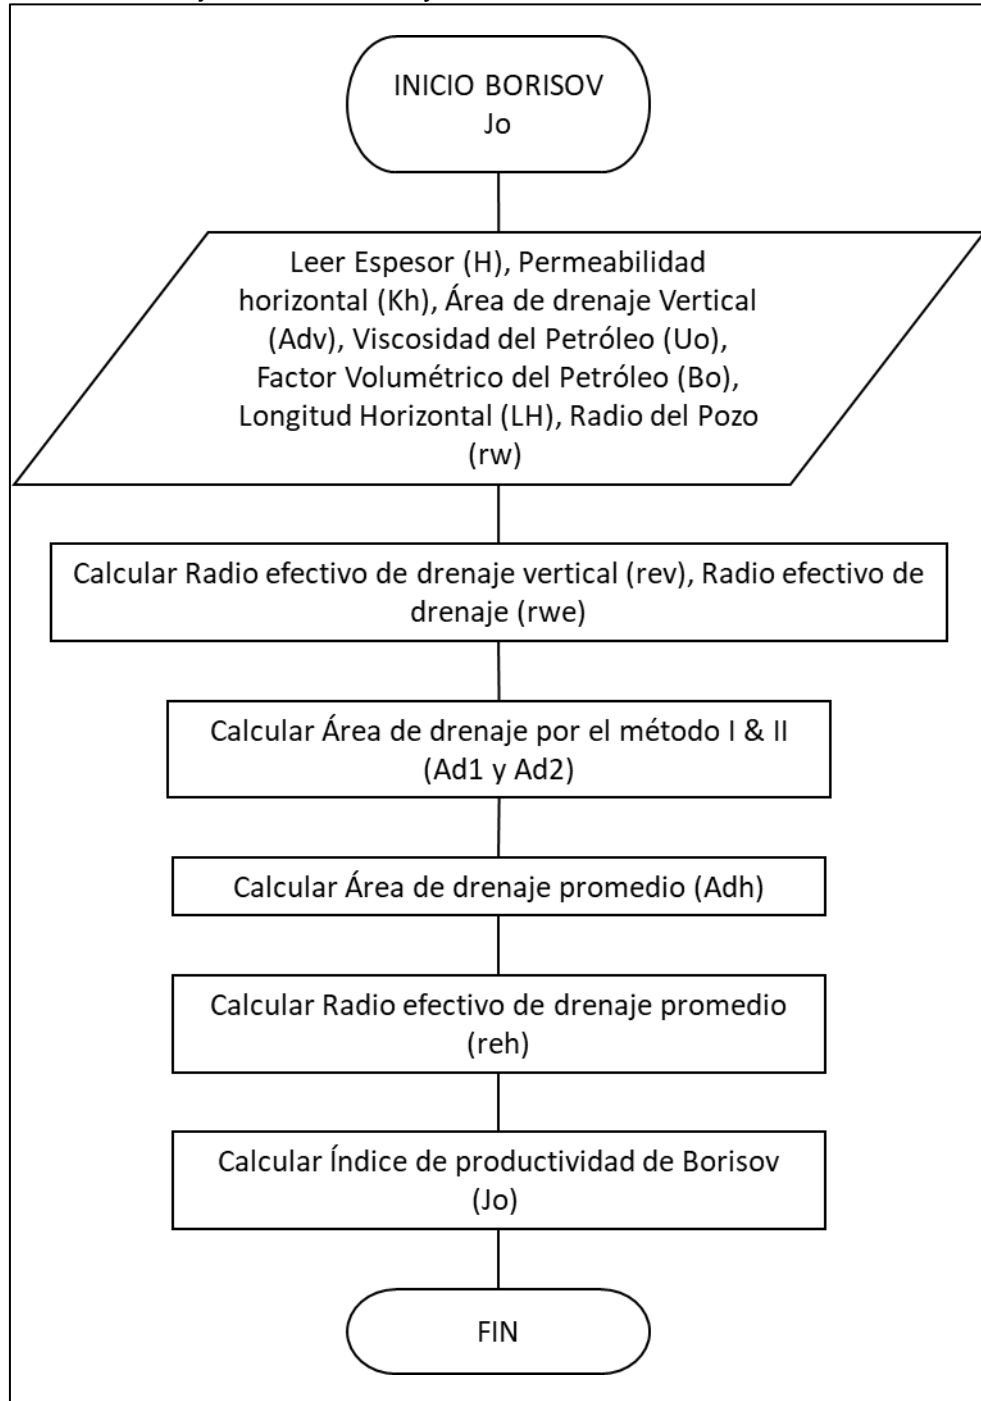 INICIO BORISOV
Jo
Leer Espesor (H), Permeabilidad
horizontal (Kh), Área de drenaje Vertical
(Adv), Viscosidad del Petróleo (Uo),
Factor Volumétrico del Petróleo (Bo),
Longitud Horizontal (LH), Radio del Pozo
(rw)
Calcular Radio efectivo de drenaje vertical (rev), Radio efectivo de
drenaje (rwe)
Calcular Área de drenaje por el método I & II
(Ad1 y Ad2)
Calcular Área de drenaje promedio (Adh)
Calcular Radio efectivo de drenaje promedio
(reh)
Calcular Índice de productividad de Borisov
(Jo)
FIN